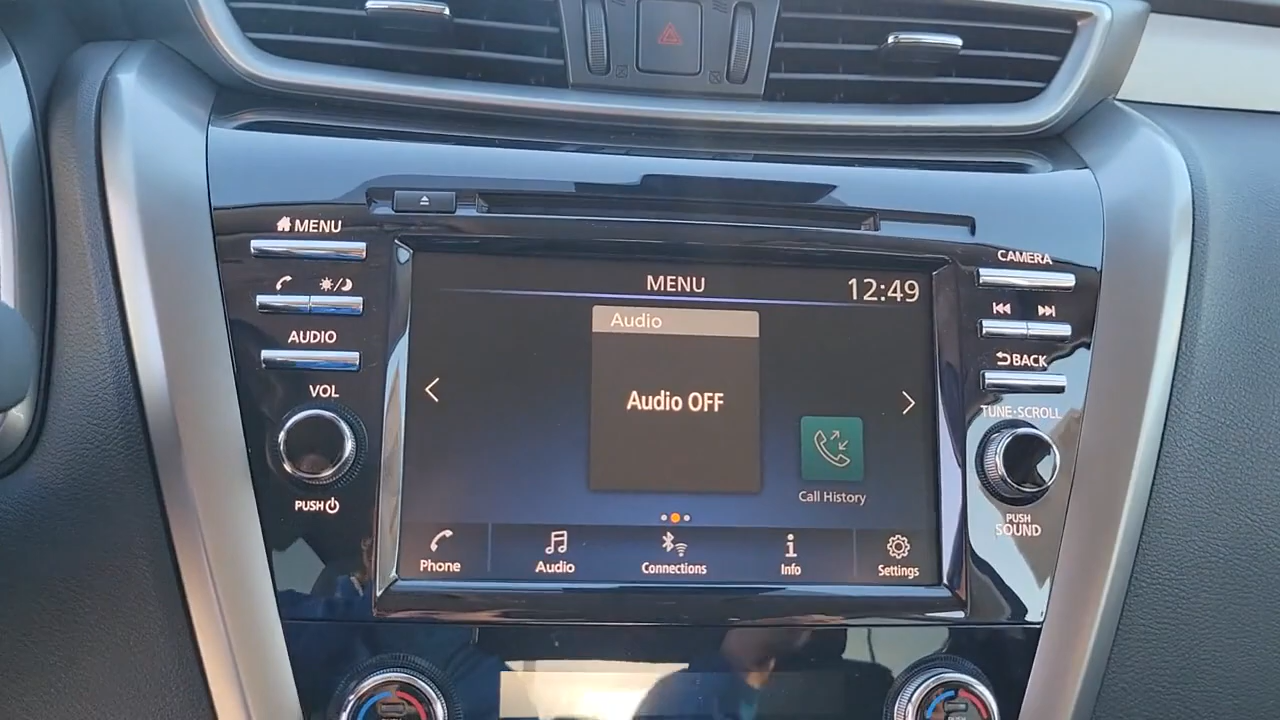 MENU
AUDIO
VOL
PUSH
MENU
12:49
Audio
Audio OFF
Call History
Phone
Audio
Connections
Info
Settings
CAMERA
BACK
TUNE·SCROLL
PUSH
SOUND